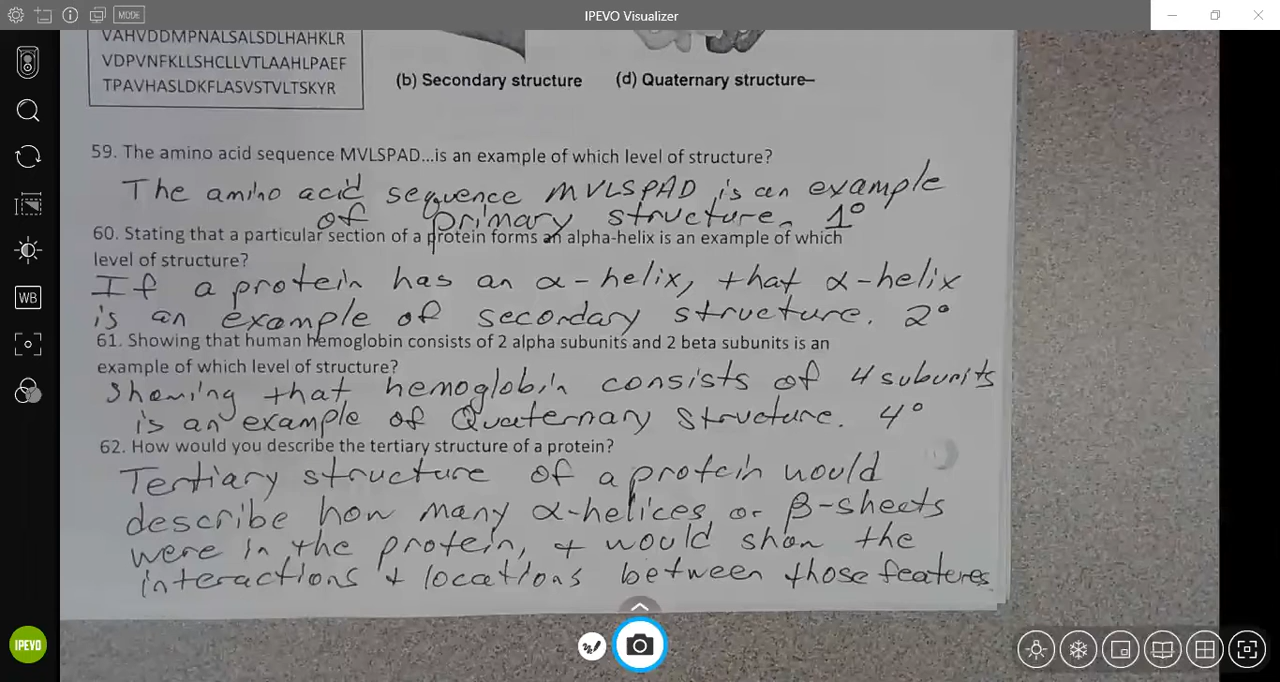 IPEVO Visualizer
MODE
VAHVDDMPNALSALSDLHAHKLR
VDPVNFKLLSHCLLVTLAAHLPAEF
TPAVHASLDKFLASVSTVLTSKYR
(b) Secondary structure
(d) Quaternary structure–
59. The amino acid sequence MVLSPAD...is an example of which level of structure?
The amino acid sequence MVLSPAD is an example
of primary structure. 1°
60. Stating that a particular section of a protein forms an alpha-helix is an example of which
level of structure?
If a protein has an α-helix, that α-helix
is an example of secondary structure. 2°
61. Showing that human hemoglobin consists of 2 alpha subunits and 2 beta subunits is an
example of which level of structure?
Showing that hemoglobin consists of 4 subunits
is an example of Quaternary Structure. 4°
62. How would you describe the tertiary structure of a protein?
Tertiary structure of a protein would
describe how many α-helices or β-sheets
were in the protein, + would show the
interactions + locations between those features
WB
IPEVO